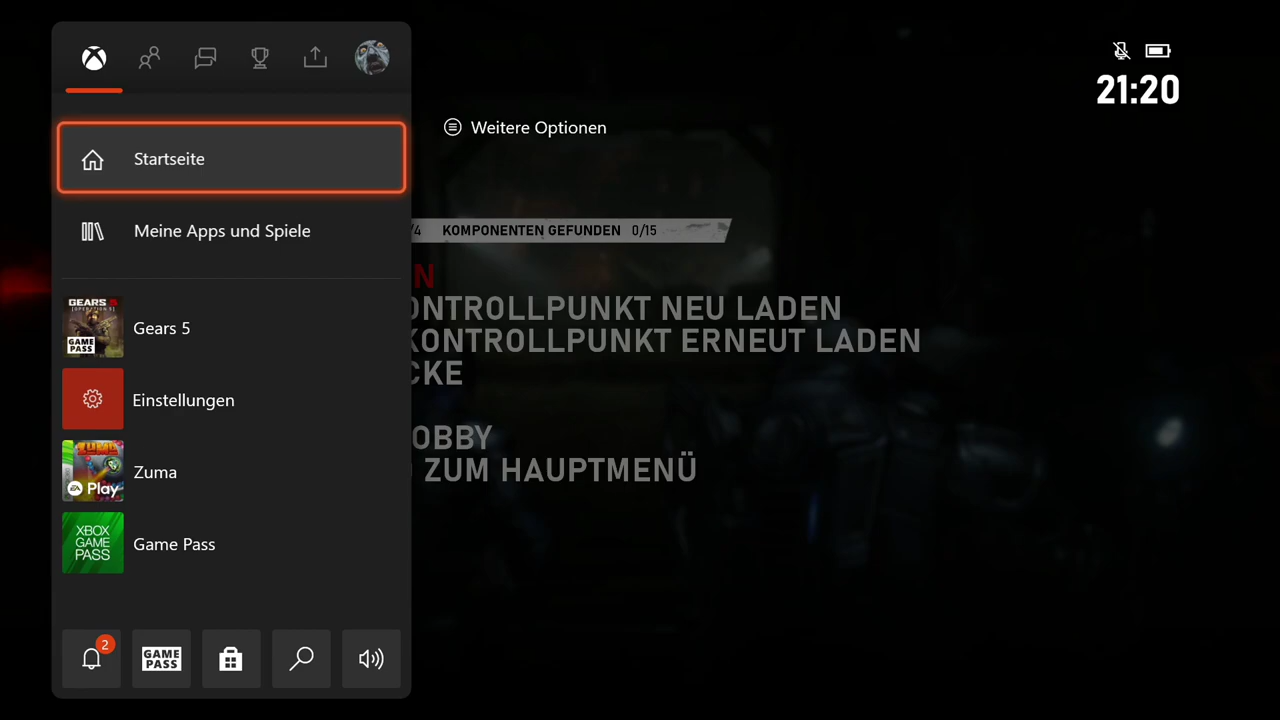 21:20
Weitere Optionen
Startseite
Meine Apps und Spiele
/4 KOMPONENTEN GEFUNDEN 0/15
N
ONTROLLPUNKT NEU LADEN
KONTROLLPUNKT ERNEUT LADEN
CKE
OBBY
ZUM HAUPTMENÜ
GEARS 5
GAME PASS
Gears 5
Einstellungen
ZUMA
EA Play
Zuma
XBOX
GAME
PASS
Game Pass
2
GAME
PASS